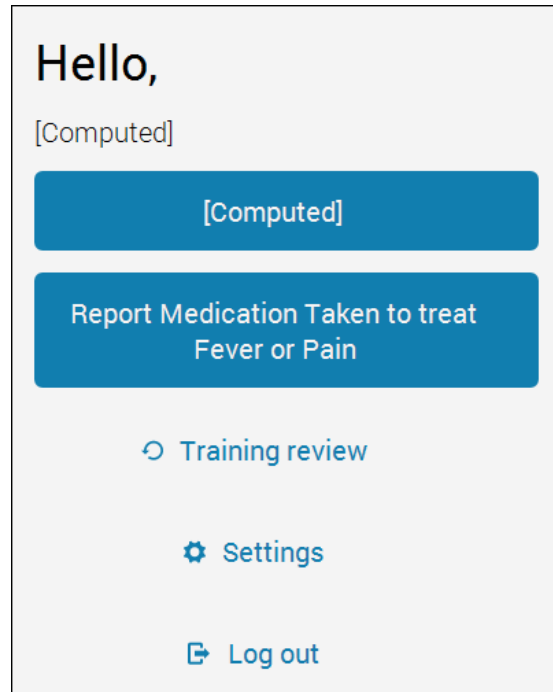 Hello,
[Computed]
[Computed]
Report Medication Taken to treat
Fever or Pain
Training review
Settings
Log out